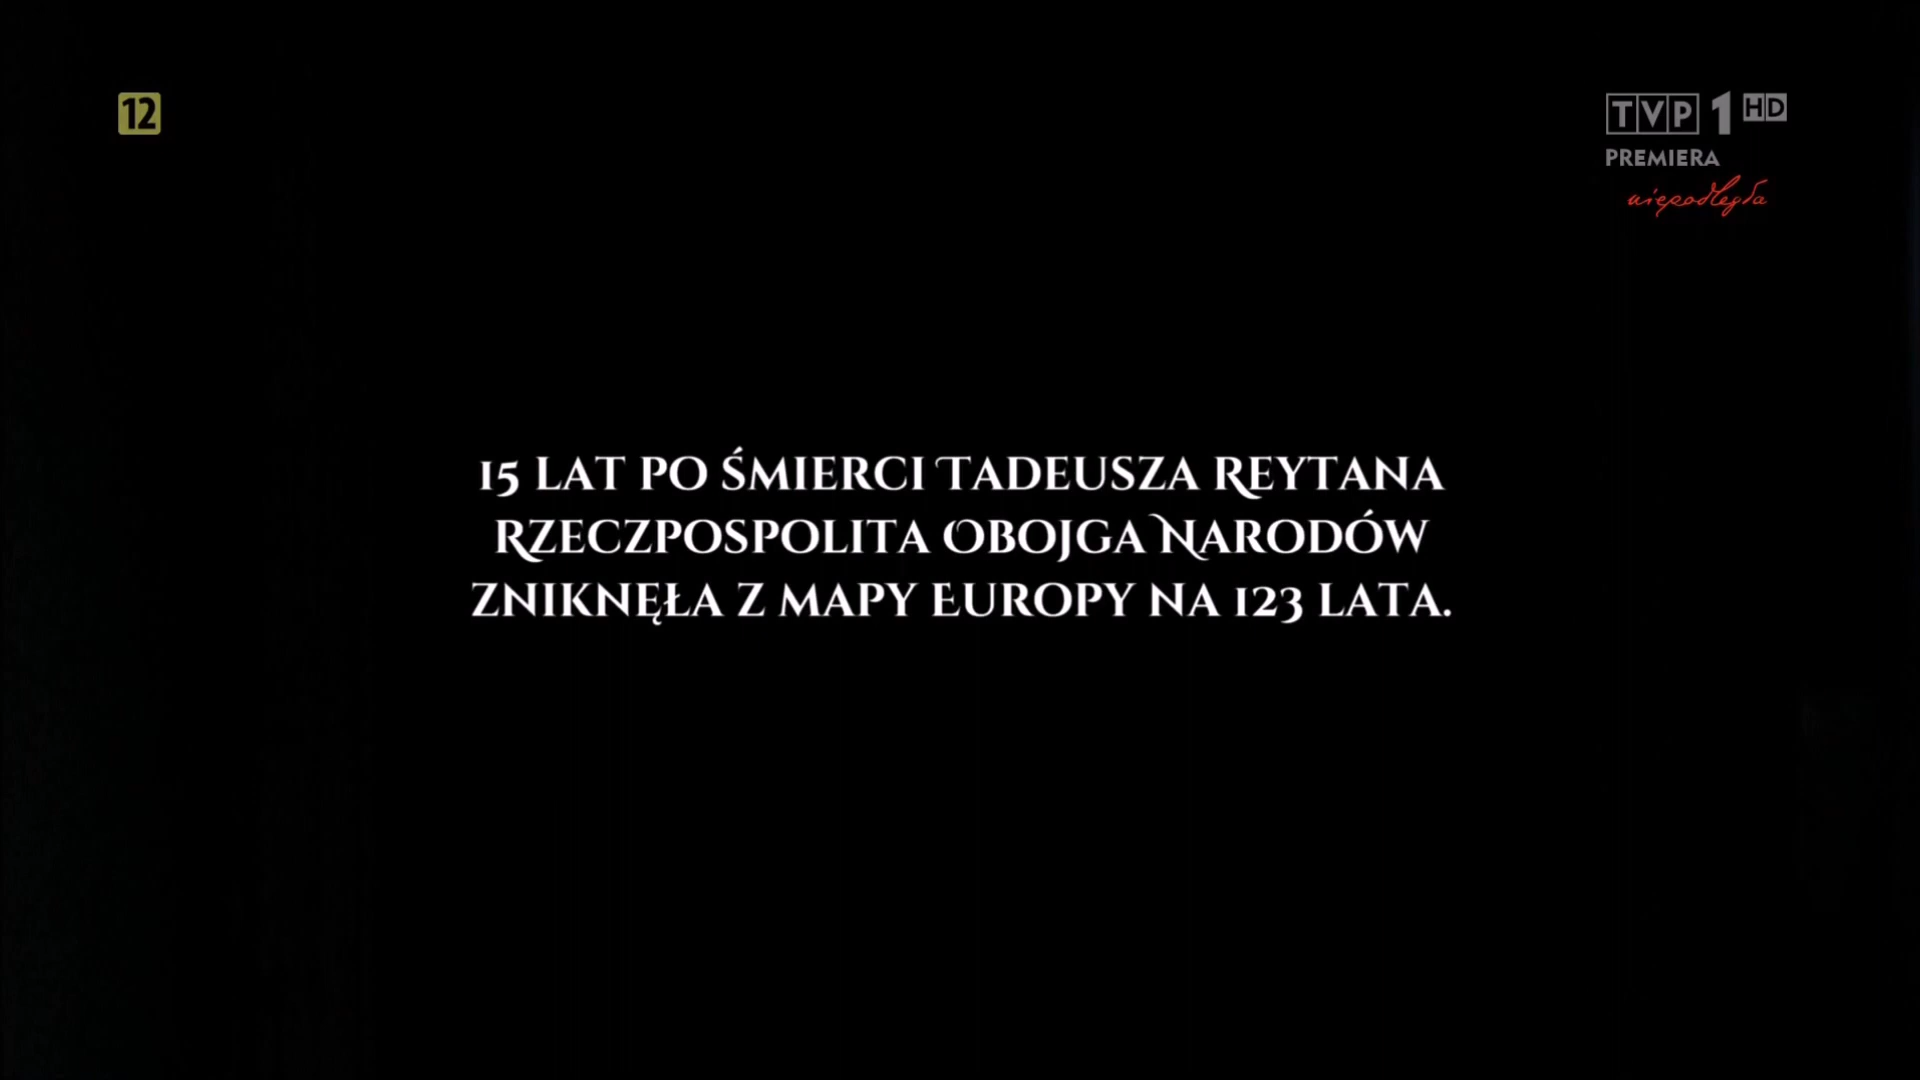 12
TVP 1 HD
PREMIERA
niepodległa
15 LAT PO ŚMIERCI TADEUSZA REYTANA
RZECZPOSPOLITA OBOJGA NARODÓW
ZNIKNĘŁA Z MAPY EUROPY NA 123 LATA.